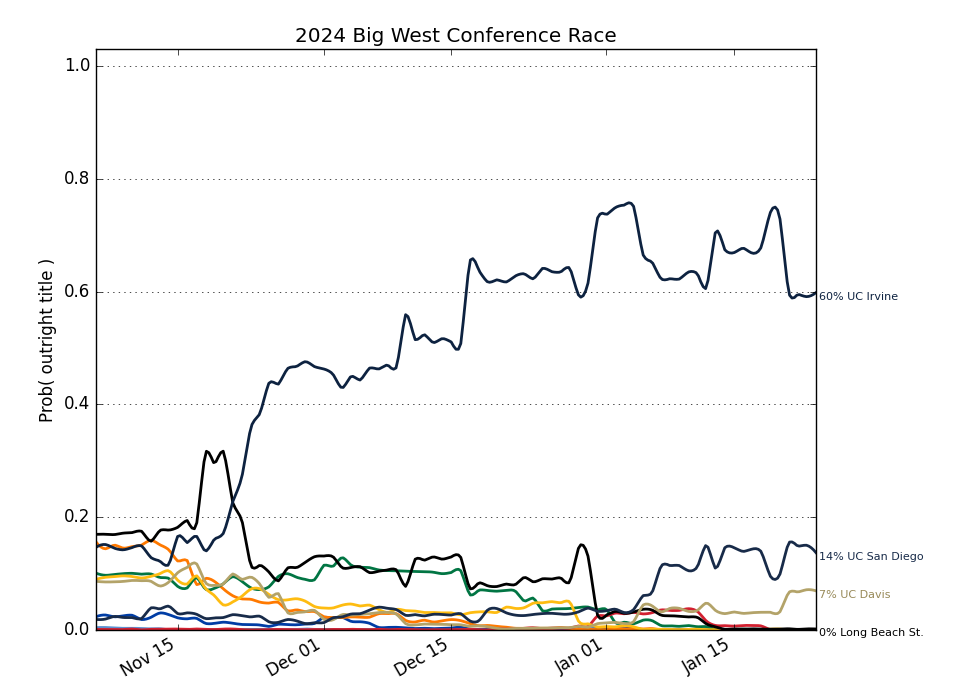 2024 Big West Conference Race
Prob( outright title )
1.0
0.8
0.6
0.4
0.2
0.0
60% UC Irvine
14% UC San Diego
7% UC Davis
0% Long Beach St.
Nov 15
Dec 01
Dec 15
Jan 01
Jan 15